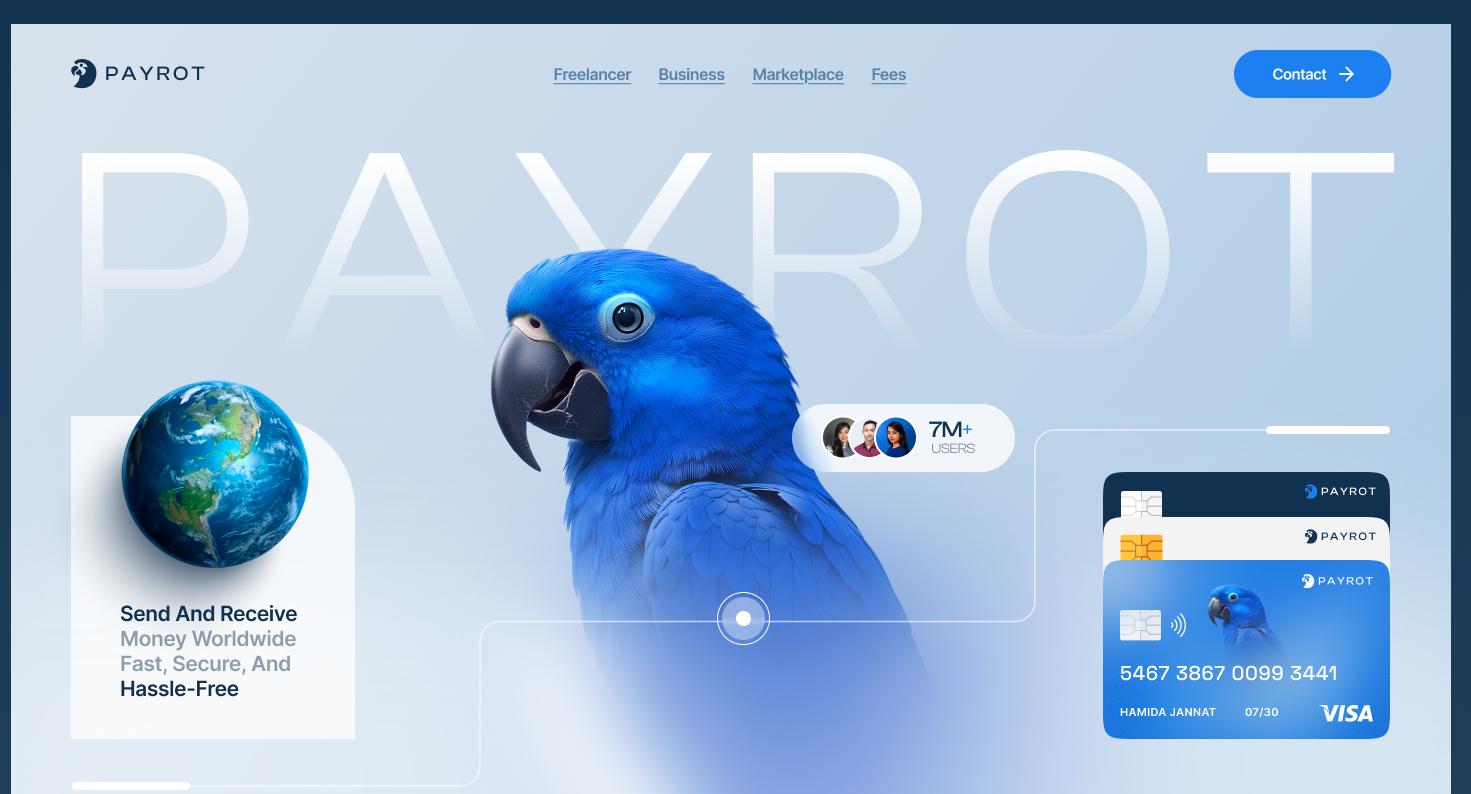 PAYROT
Freelancer
Business
Marketplace
Fees
Contact
PAYROT
7M+
USERS
PAYROT
PAYROT
PAYROT
Send And Receive
Money Worldwide
Fast, Secure, And
Hassle-Free
5467 3867 0099 3441
HAMIDA JANNAT 07/30 VISA